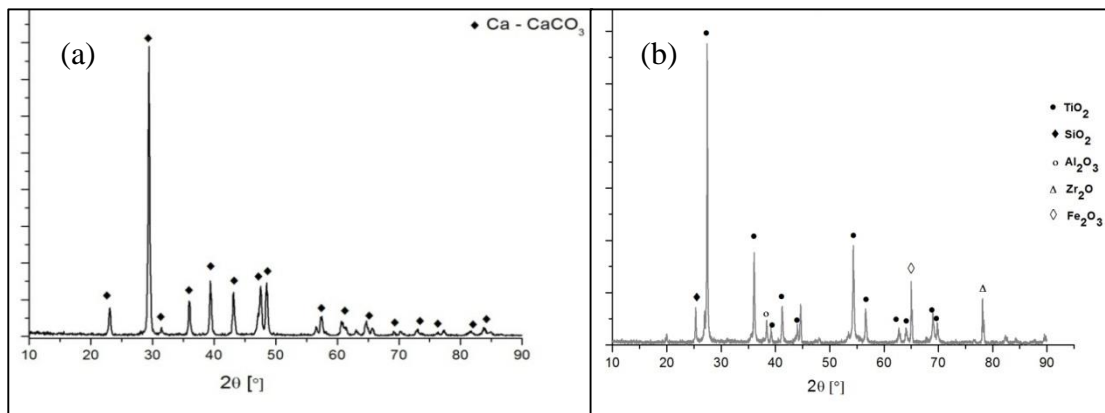 (a)
◆ Ca - CaCO₃
10 20 30 40 50 60 70 80 90
2θ [°]
(b)
● TiO₂
◆ SiO₂
o Al₂O₃
Δ Zr₂O
◇ Fe₂O₃
10 20 30 40 50 60 70 80 90
2θ [°]